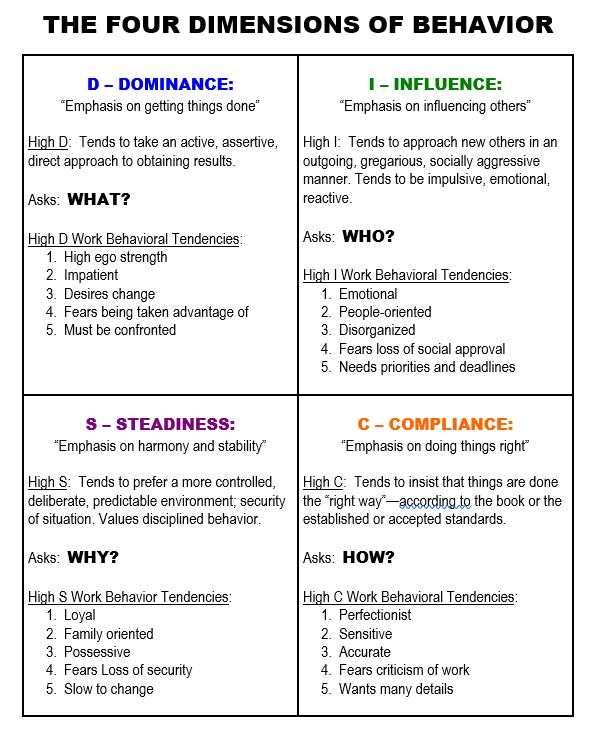 THE FOUR DIMENSIONS OF BEHAVIOR
D – DOMINANCE:
“Emphasis on getting things done”
High D:  Tends to take an active, assertive,
direct approach to obtaining results.
Asks:  WHAT?
High D Work Behavioral Tendencies:
1. High ego strength
2. Impatient
3. Desires change
4. Fears being taken advantage of
5. Must be confronted
I – INFLUENCE:
“Emphasis on influencing others”
High I:  Tends to approach new others in an
outgoing, gregarious, socially aggressive
manner. Tends to be impulsive, emotional,
reactive.
Asks:  WHO?
High I Work Behavioral Tendencies:
1. Emotional
2. People-oriented
3. Disorganized
4. Fears loss of social approval
5. Needs priorities and deadlines
S – STEADINESS:
“Emphasis on harmony and stability”
High S:  Tends to prefer a more controlled,
deliberate, predictable environment; security
of situation. Values disciplined behavior.
Asks:  WHY?
High S Work Behavior Tendencies:
1. Loyal
2. Family oriented
3. Possessive
4. Fears Loss of security
5. Slow to change
C – COMPLIANCE:
“Emphasis on doing things right”
High C:  Tends to insist that things are done
the “right way”—according to the book or the
established or accepted standards.
Asks:  HOW?
High C Work Behavioral Tendencies:
1. Perfectionist
2. Sensitive
3. Accurate
4. Fears criticism of work
5. Wants many details